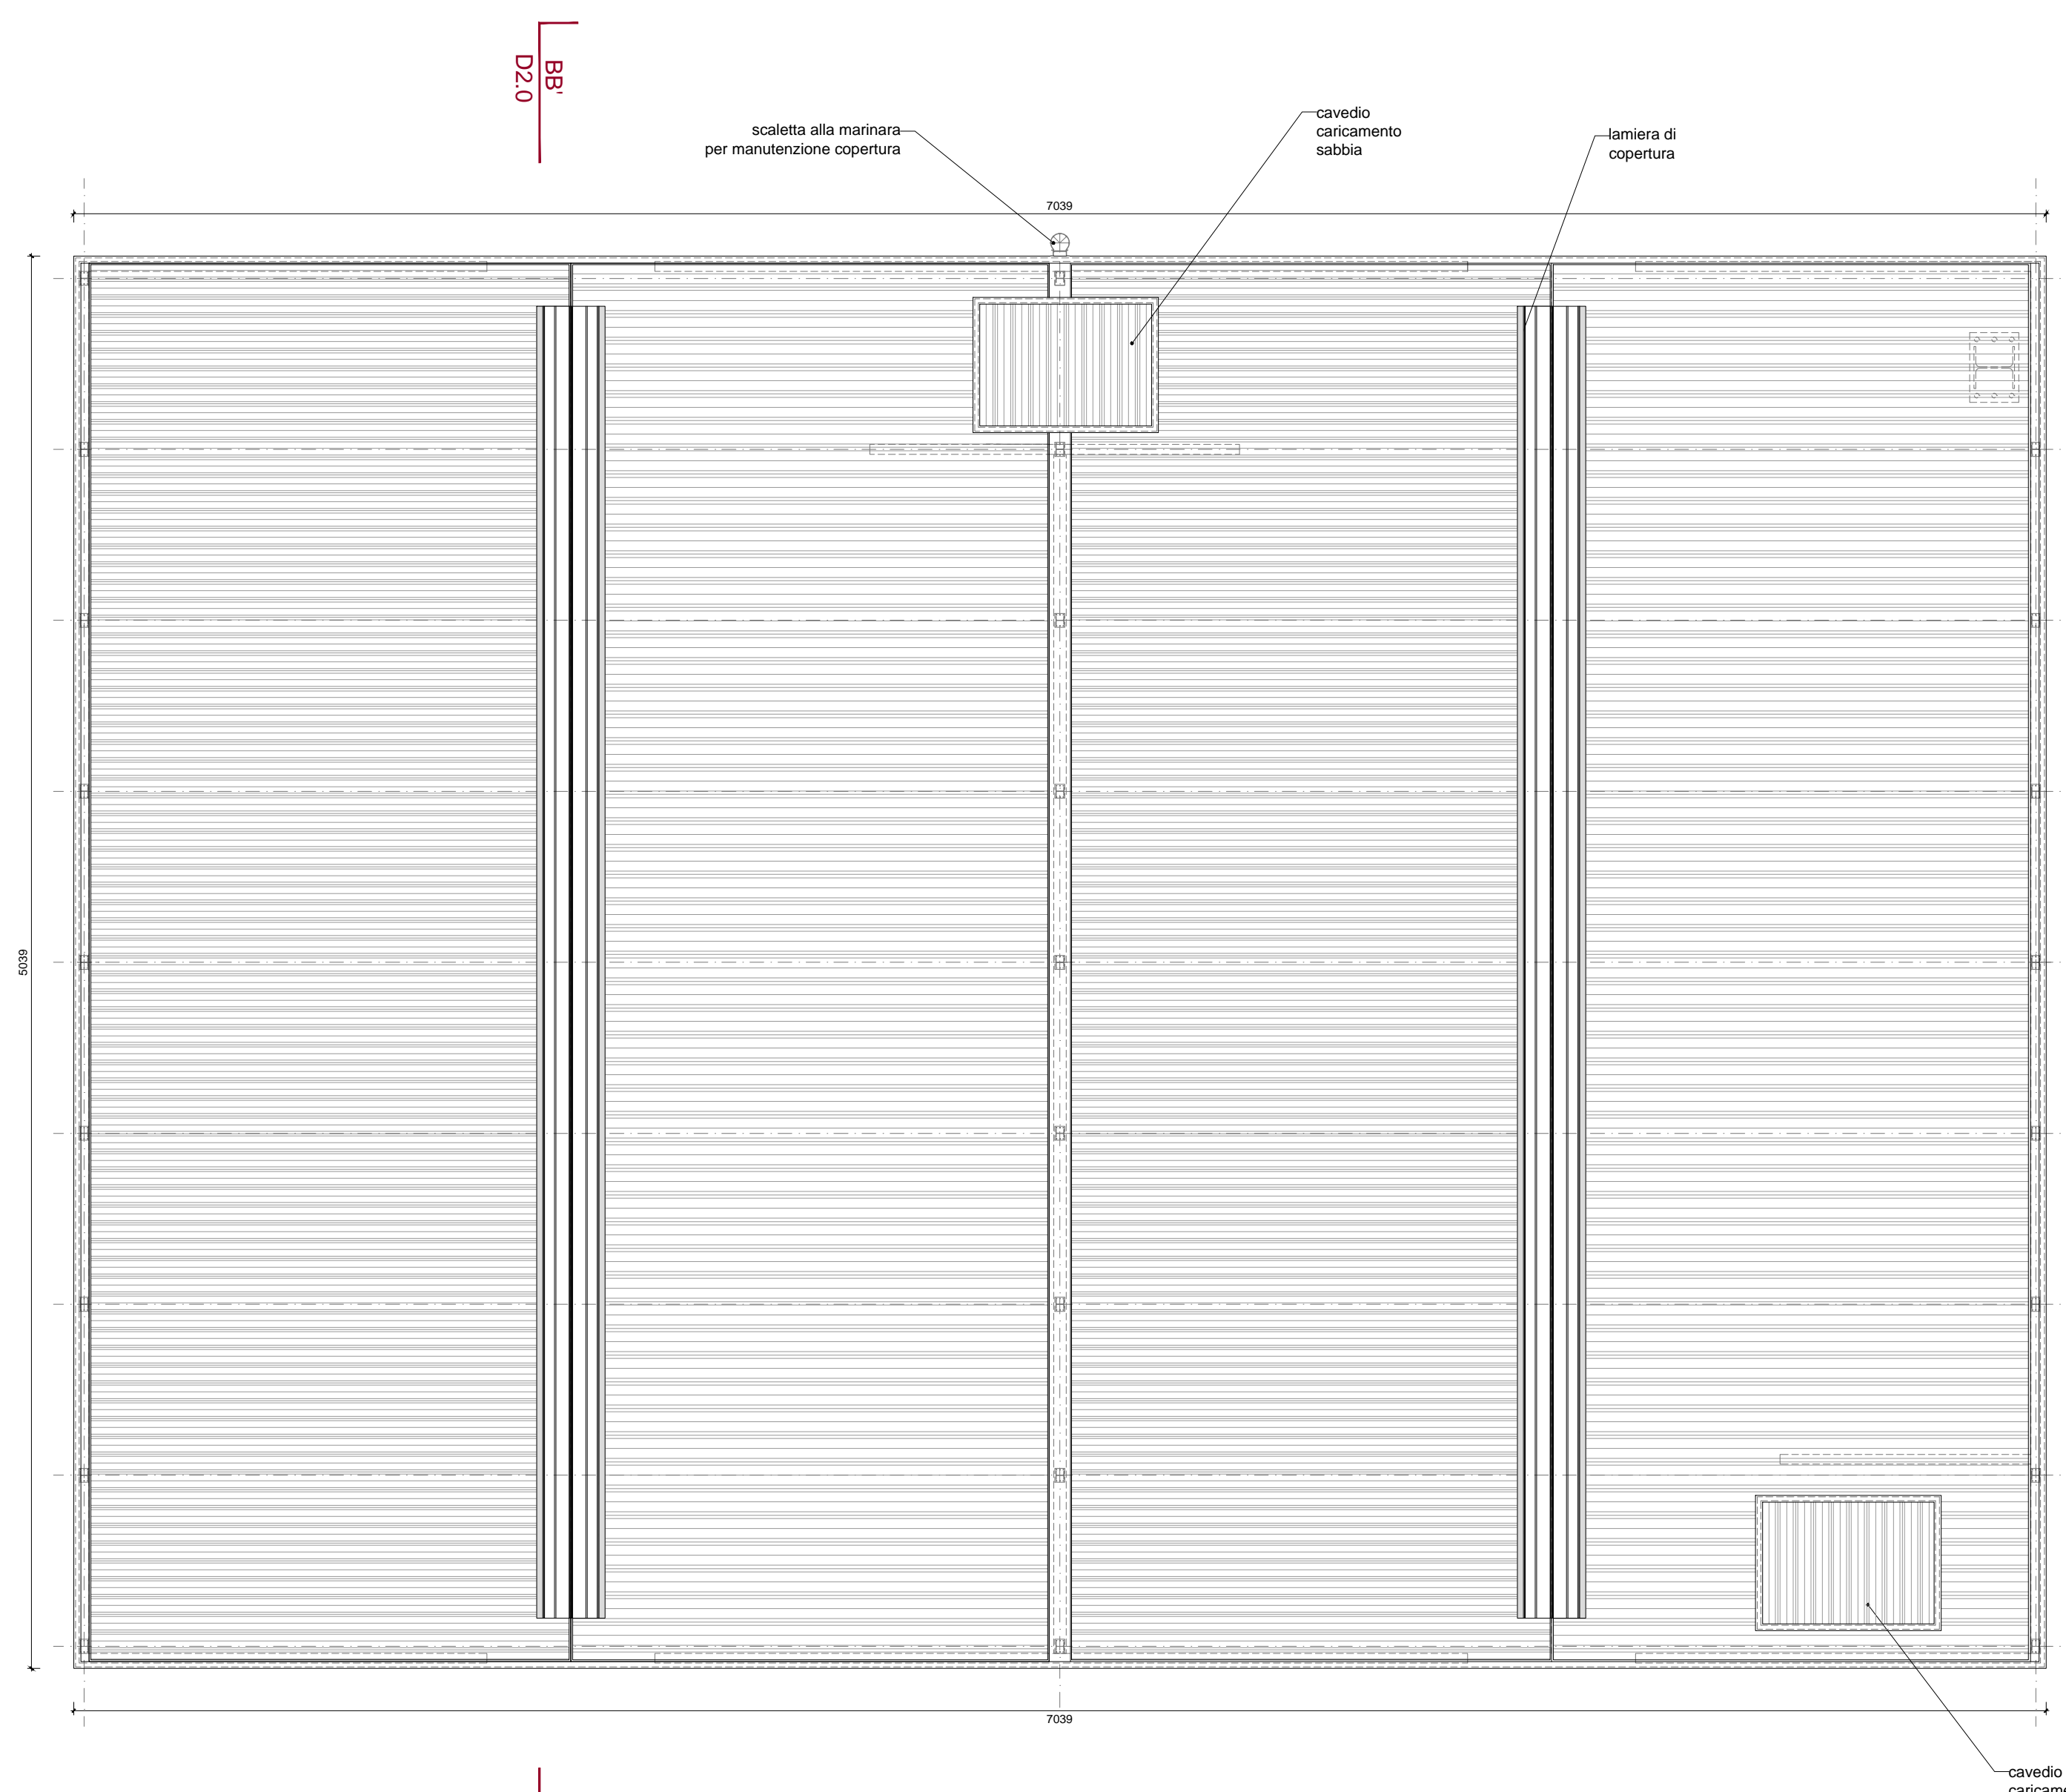 BB'
D2.0
scaletta alla marinara
per manutenzione copertura
cavedio
caricamento
sabbia
lamiera di
copertura
7039
5039
7039
cavedio